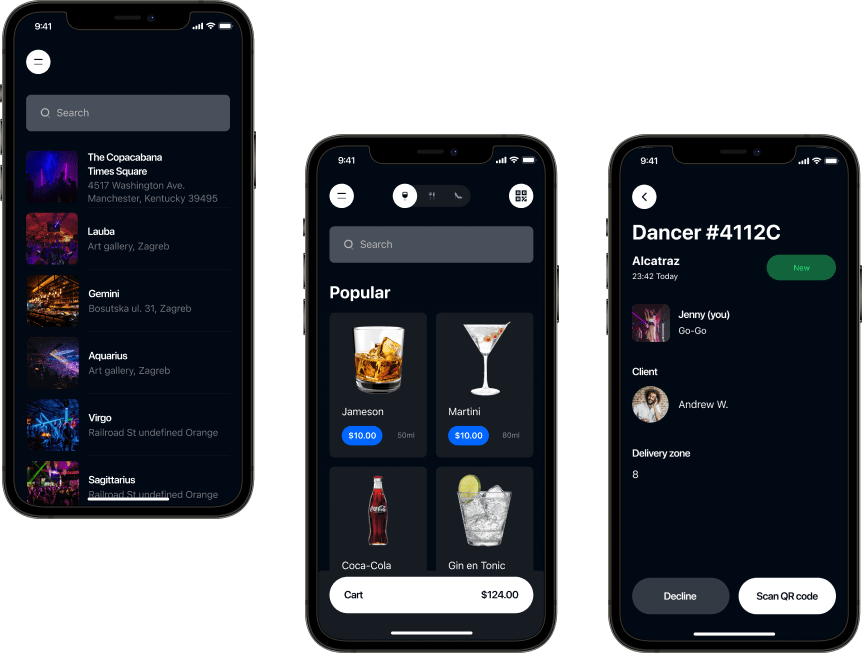 9:41
Search
The Copacabana
Times Square
4517 Washington Ave.
Manchester, Kentucky 39495
Lauba
Art gallery, Zagreb
Gemini
Bosutska ul. 31, Zagreb
Aquarius
Art gallery, Zagreb
Virgo
Railroad St undefined Orange
Sagittarius
Railroad St undefined Orange
9:41
Search
Popular
Jameson
$10.00 50ml
Martini
$10.00 80ml
Coca-Cola
Coca-Cola
Gin en Tonic
Cart $124.00
9:41
Dancer #4112C
Alcatraz
23:42 Today
New
Jenny (you)
Go-Go
Client
Andrew W.
Delivery zone
8
Decline
Scan QR code